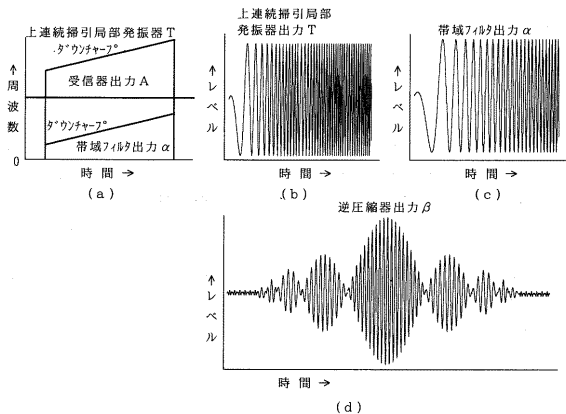 上連続掃引局部発振器T
ダウンチャープ
受信器出力A
ダウンチャープ
帯域フィルタ出力α
↑周波数
0
時間→
(a)
上連続掃引局部
発振器出力T
↑レベル
時間→
(b)
帯域フィルタ出力α
↑レベル
時間→
(c)
逆圧縮器出力β
↑レベル
時間→
(d)